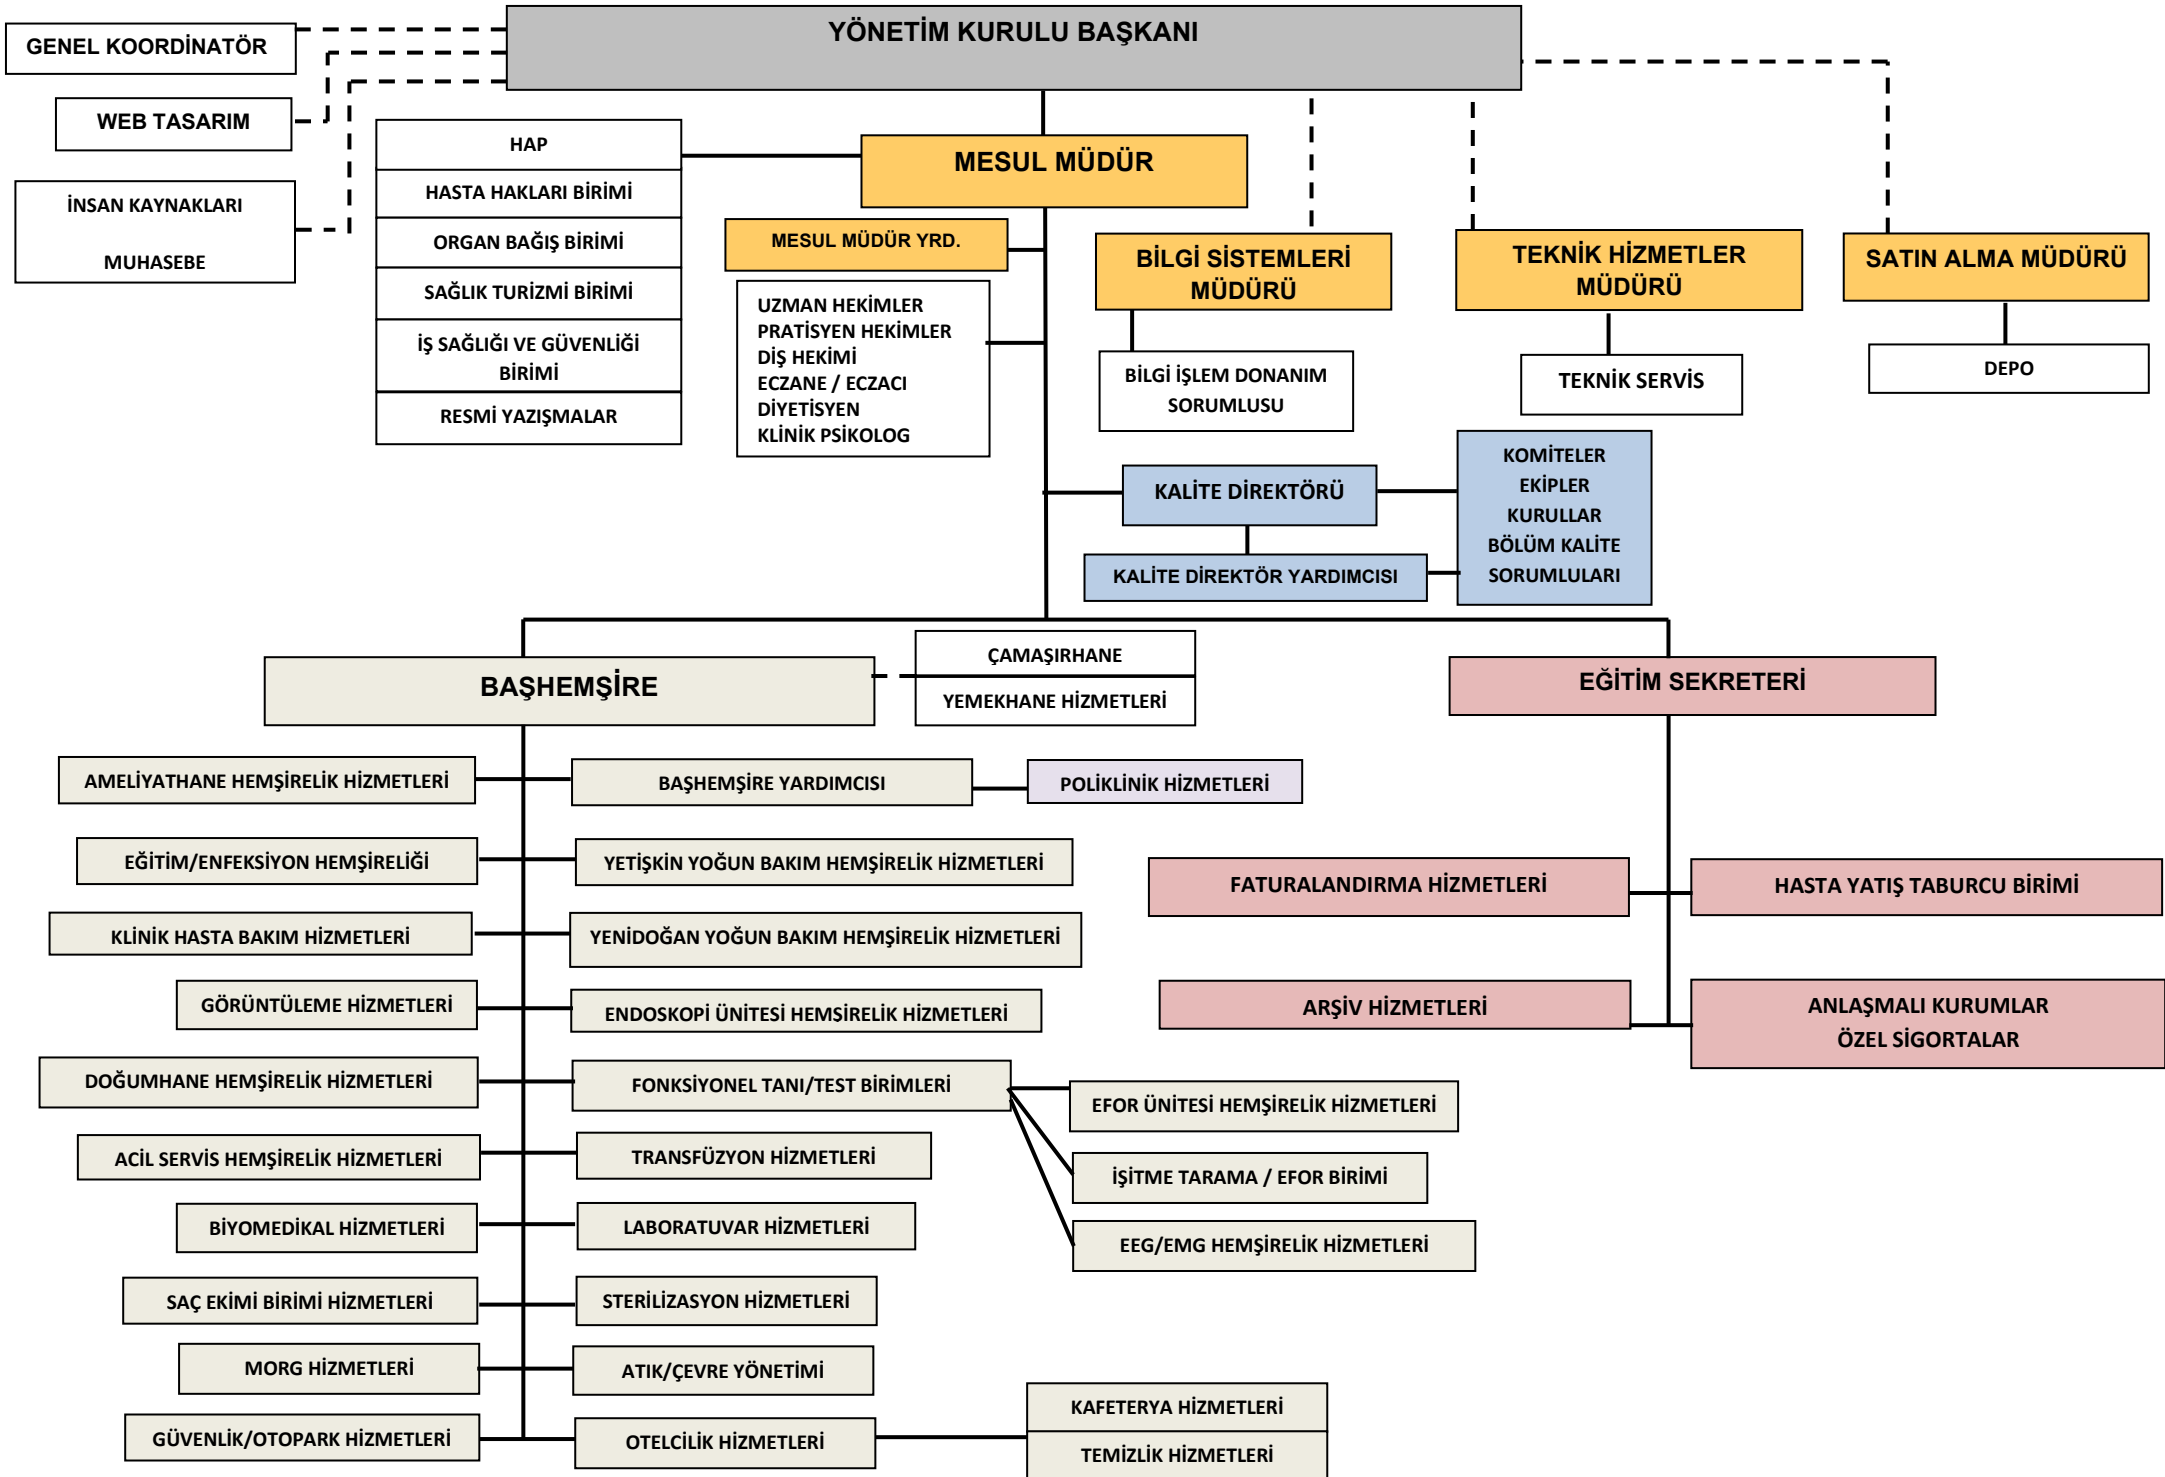 YÖNETİM KURULU BAŞKANI
GENEL KOORDİNATÖR
WEB TASARIM
İNSAN KAYNAKLARI
MUHASEBE
HAP
HASTA HAKLARI BİRİMİ
ORGAN BAĞIŞ BİRİMİ
SAĞLIK TURİZMİ BİRİMİ
İŞ SAĞLIĞI VE GÜVENLİĞİ
BİRİMİ
RESMİ YAZIŞMALAR
MESUL MÜDÜR
MESUL MÜDÜR YRD.
UZMAN HEKİMLER
PRATİSYEN HEKİMLER
DİŞ HEKİMİ
ECZANE / ECZACI
DİYETİSYEN
KLİNİK PSİKOLOG
BİLGİ SİSTEMLERİ
MÜDÜRÜ
BİLGİ İŞLEM DONANIM
SORUMLUSU
TEKNİK HİZMETLER
MÜDÜRÜ
TEKNİK SERVİS
SATIN ALMA MÜDÜRÜ
DEPO
KALİTE DİREKTÖRÜ
KALİTE DİREKTÖR YARDIMCISI
KOMİTELER
EKİPLER
KURULLAR
BÖLÜM KALİTE
SORUMLULARI
BAŞHEMŞİRE
ÇAMAŞIRHANE
YEMEKHANE HİZMETLERİ
EĞİTİM SEKRETERİ
AMELİYATHANE HEMŞİRELİK HİZMETLERİ
BAŞHEMŞİRE YARDIMCISI
POLİKLİNİK HİZMETLERİ
EĞİTİM/ENFEKSİYON HEMŞİRELİĞİ
YETİŞKİN YOĞUN BAKIM HEMŞİRELİK HİZMETLERİ
FATURALANDIRMA HİZMETLERİ
HASTA YATIŞ TABURCU BİRİMİ
KLİNİK HASTA BAKIM HİZMETLERİ
YENİDOĞAN YOĞUN BAKIM HEMŞİRELİK HİZMETLERİ
GÖRÜNTÜLEME HİZMETLERİ
ENDOSKOPİ ÜNİTESİ HEMŞİRELİK HİZMETLERİ
ARŞİV HİZMETLERİ
ANLAŞMALI KURUMLAR
ÖZEL SİGORTALAR
DOĞUMHANE HEMŞİRELİK HİZMETLERİ
FONKSİYONEL TANI/TEST BİRİMLERİ
EFOR ÜNİTESİ HEMŞİRELİK HİZMETLERİ
ACİL SERVİS HEMŞİRELİK HİZMETLERİ
TRANSFÜZYON HİZMETLERİ
İŞİTME TARAMA / EFOR BİRİMİ
BİYOMEDİKAL HİZMETLERİ
LABORATUVAR HİZMETLERİ
EEG/EMG HEMŞİRELİK HİZMETLERİ
SAÇ EKİMİ BİRİMİ HİZMETLERİ
STERİLİZASYON HİZMETLERİ
MORG HİZMETLERİ
ATIK/ÇEVRE YÖNETİMİ
GÜVENLİK/OTOPARK HİZMETLERİ
OTELCİLİK HİZMETLERİ
KAFETERYA HİZMETLERİ
TEMİZLİK HİZMETLERİ